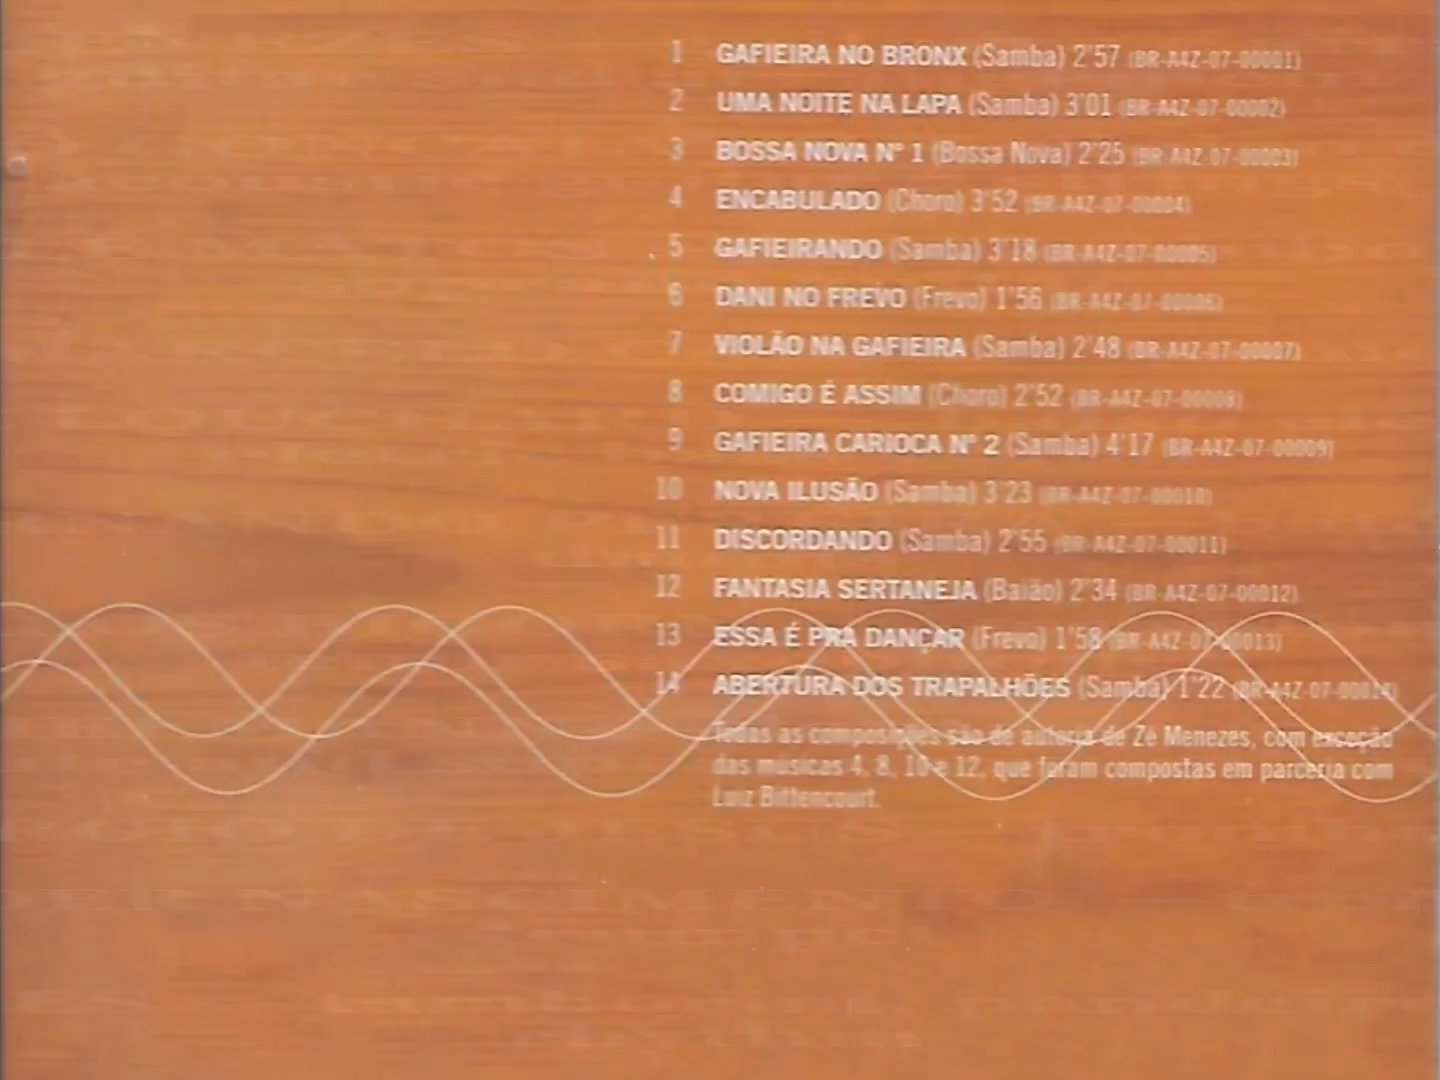 1 GAFIEIRA NO BRONX (Samba) 2'57 (BR-A4Z-07-00001)
2 UMA NOITE NA LAPA (Samba) 3'01 (BR-A4Z-07-00002)
3 BOSSA NOVA Nº 1 (Bossa Nova) 2'25 (BR-A4Z-07-00003)
4 ENCABULADO (Choro) 3'52 (BR-A4Z-07-00004)
5 GAFIEIRANDO (Samba) 3'18 (BR-A4Z-07-00005)
6 DANI NO FREVO (Frevo) 1'56 (BR-A4Z-07-00006)
7 VIOLÃO NA GAFIEIRA (Samba) 2'48 (BR-A4Z-07-00007)
8 COMIGO É ASSIM (Choro) 2'52 (BR-A4Z-07-00008)
9 GAFIEIRA CARIOCA Nº 2 (Samba) 4'17 (BR-A4Z-07-00009)
10 NOVA ILUSÃO (Samba) 3'23 (BR-A4Z-07-00010)
11 DISCORDANDO (Samba) 2'55 (BR-A4Z-07-00011)
12 FANTASIA SERTANEJA (Baião) 2'34 (BR-A4Z-07-00012)
13 ESSA É PRA DANÇAR (Frevo) 1'58 (BR-A4Z-07-00013)
14 ABERTURA DOS TRAPALHÕES (Samba) 1'22 (BR-A4Z-07-00014)
Todas as composições são de autoria de Zé Menezes, com exceção
das músicas 4, 8, 10 e 12, que foram compostas em parceria com
Luiz Bittencourt.